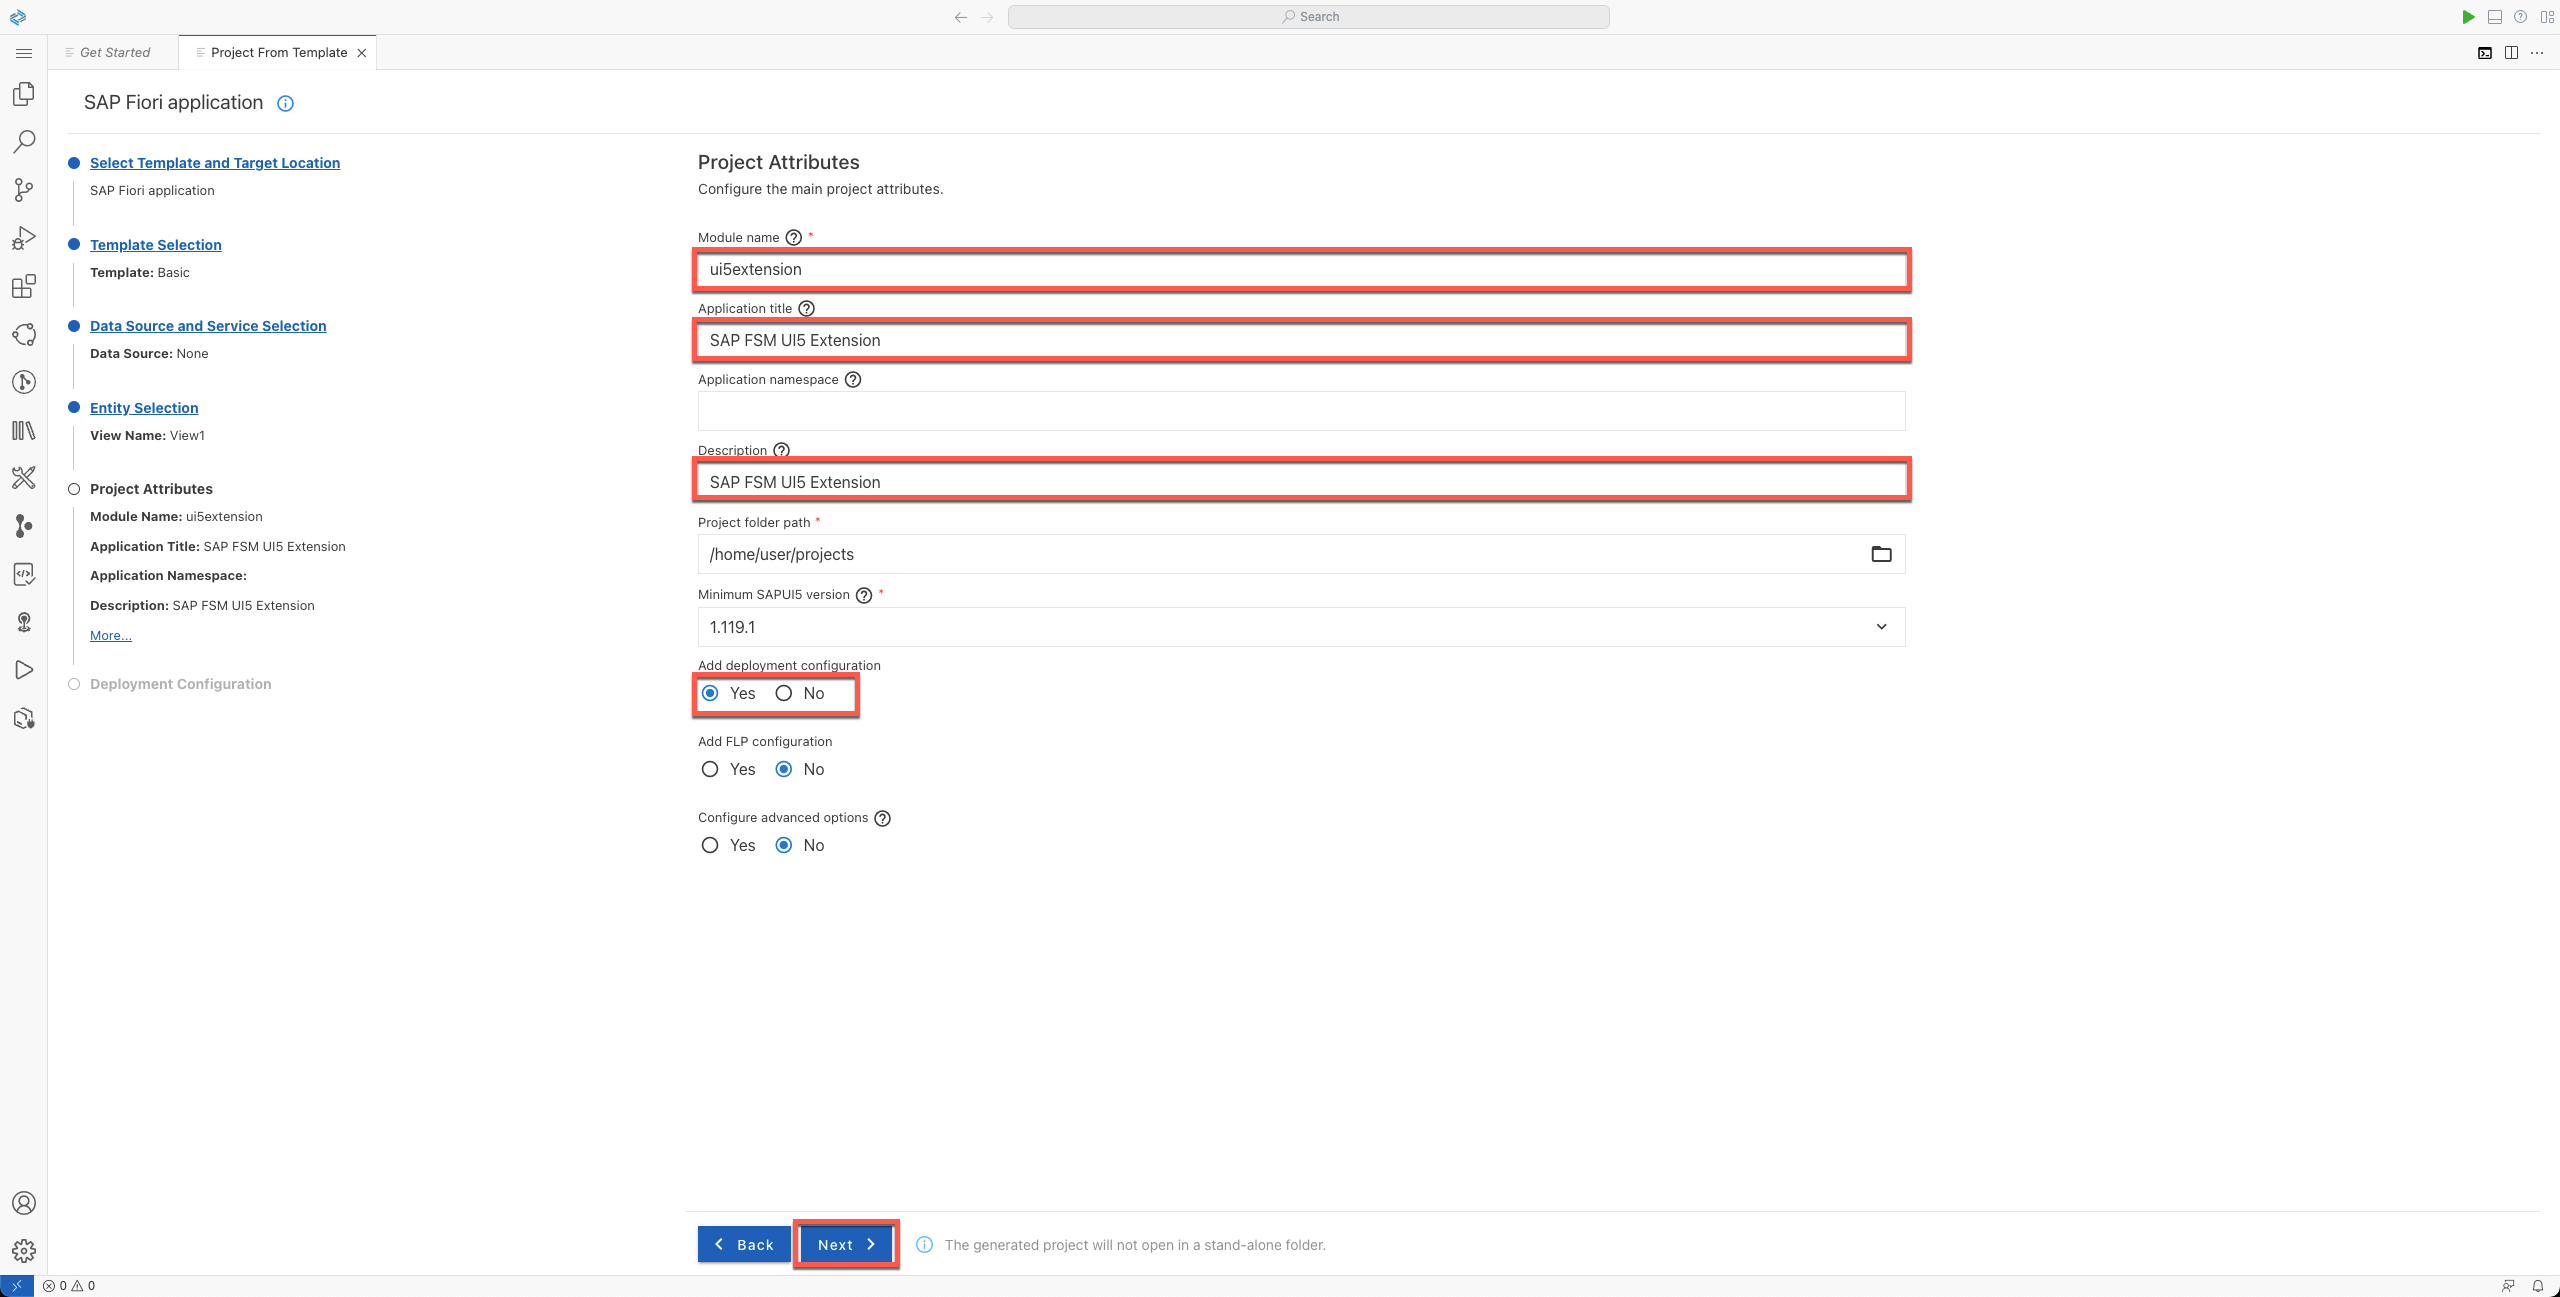 Search
Get Started
Project From Template
SAP Fiori application
Select Template and Target Location
SAP Fiori application
Template Selection
Template: Basic
Data Source and Service Selection
Data Source: None
Entity Selection
View Name: View1
Project Attributes
Module Name: ui5extension
Application Title: SAP FSM UI5 Extension
Application Namespace:
Description: SAP FSM UI5 Extension
More...
Deployment Configuration
Project Attributes
Configure the main project attributes.
Module name *
ui5extension
Application title
SAP FSM UI5 Extension
Application namespace
Description
SAP FSM UI5 Extension
Project folder path *
/home/user/projects
Minimum SAPUI5 version *
1.119.1
Add deployment configuration
Yes No
Add FLP configuration
Yes No
Configure advanced options
Yes No
Back Next The generated project will not open in a stand-alone folder.
0 0